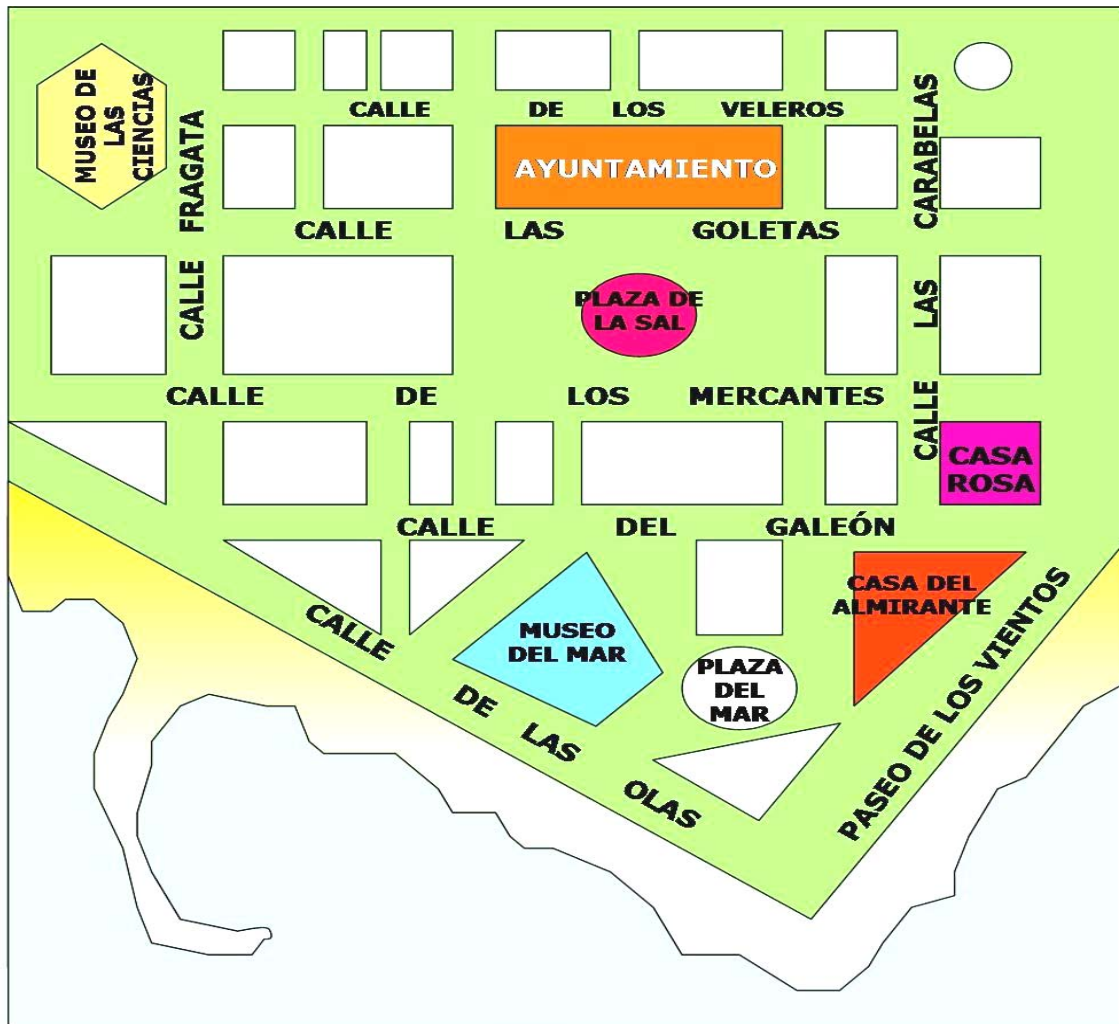 MUSEO DE
LAS
CIENCIAS
CALLE DE LOS VELEROS
CALLE FRAGATA
AYUNTAMIENTO
CALLE LAS CARABELAS
CALLE LAS GOLETAS
PLAZA DE
LA SAL
CALLE DE LOS MERCANTES
CASA
ROSA
CALLE DEL GALEÓN
CASA DEL
ALMIRANTE
MUSEO
DEL MAR
PLAZA
DEL
MAR
CALLE DE LAS OLAS
PASEO DE LOS VIENTOS